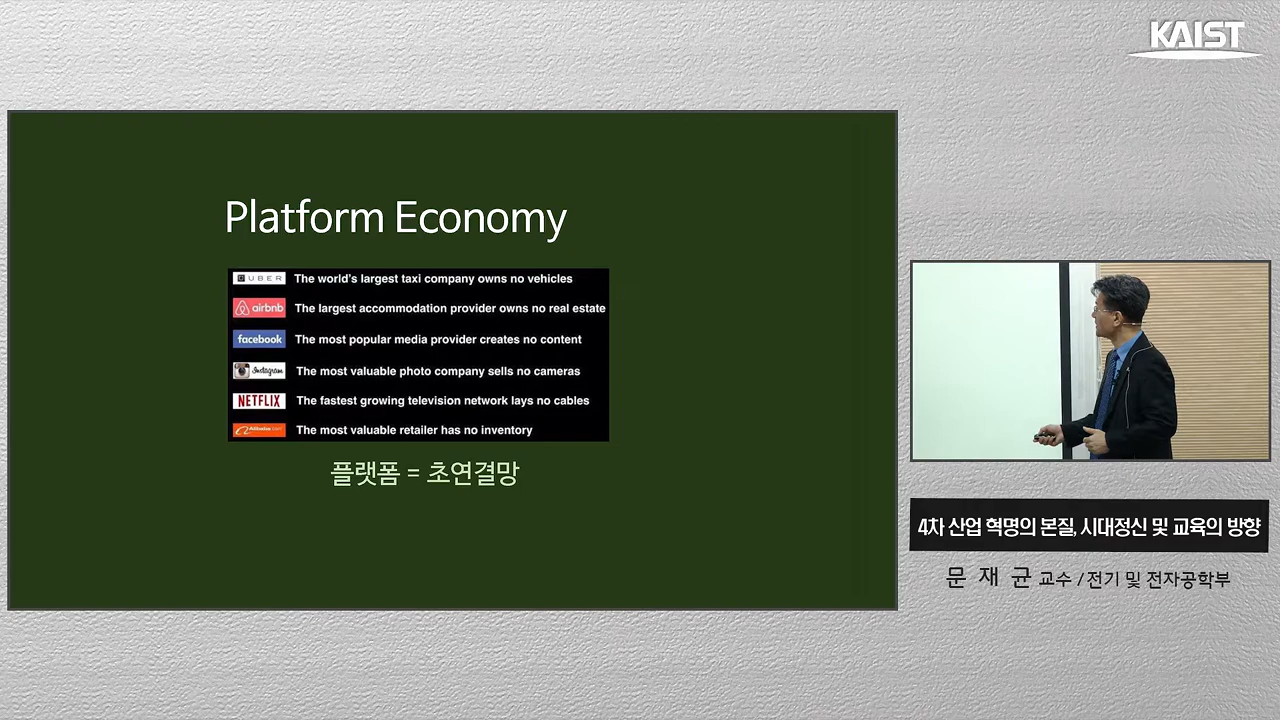 KAIST
Platform Economy
UBER The world's largest taxi company owns no vehicles
airbnb The largest accommodation provider owns no real estate
facebook The most popular media provider creates no content
Instagram The most valuable photo company sells no cameras
NETFLIX The fastest growing television network lays no cables
Alibaba.com The most valuable retailer has no inventory
플랫폼 = 초연결망
4차 산업 혁명의 본질, 시대정신 및 교육의 방향
문 재 균 교수 / 전기 및 전자공학부